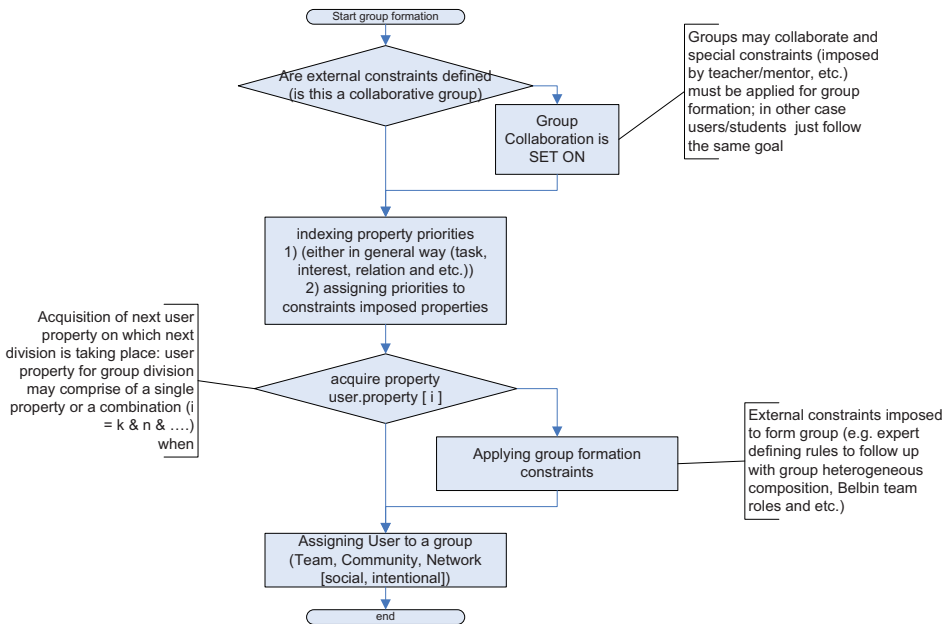 Start group formation
Are external constraints defined
(is this a collaborative group)
Groups may collaborate and
special constraints (imposed
by teacher/mentor, etc.)
must be applied for group
formation; in other case
users/students just follow
the same goal
Group
Collaboration is
SET ON
indexing property priorities
1) (either in general way (task,
interest, relation and etc.))
2) assigning priorities to
constraints imposed properties
Acquisition of next user
property on which next
division is taking place: user
property for group division
may comprise of a single
property or a combination (i
= k & n & ….)
when
acquire property
user.property [ i ]
Applying group formation
constraints
External constraints imposed
to form group (e.g. expert
defining rules to follow up
with group heterogeneous
composition, Belbin team
roles and etc.)
Assigning User to a group
(Team, Community, Network
[social, intentional])
end